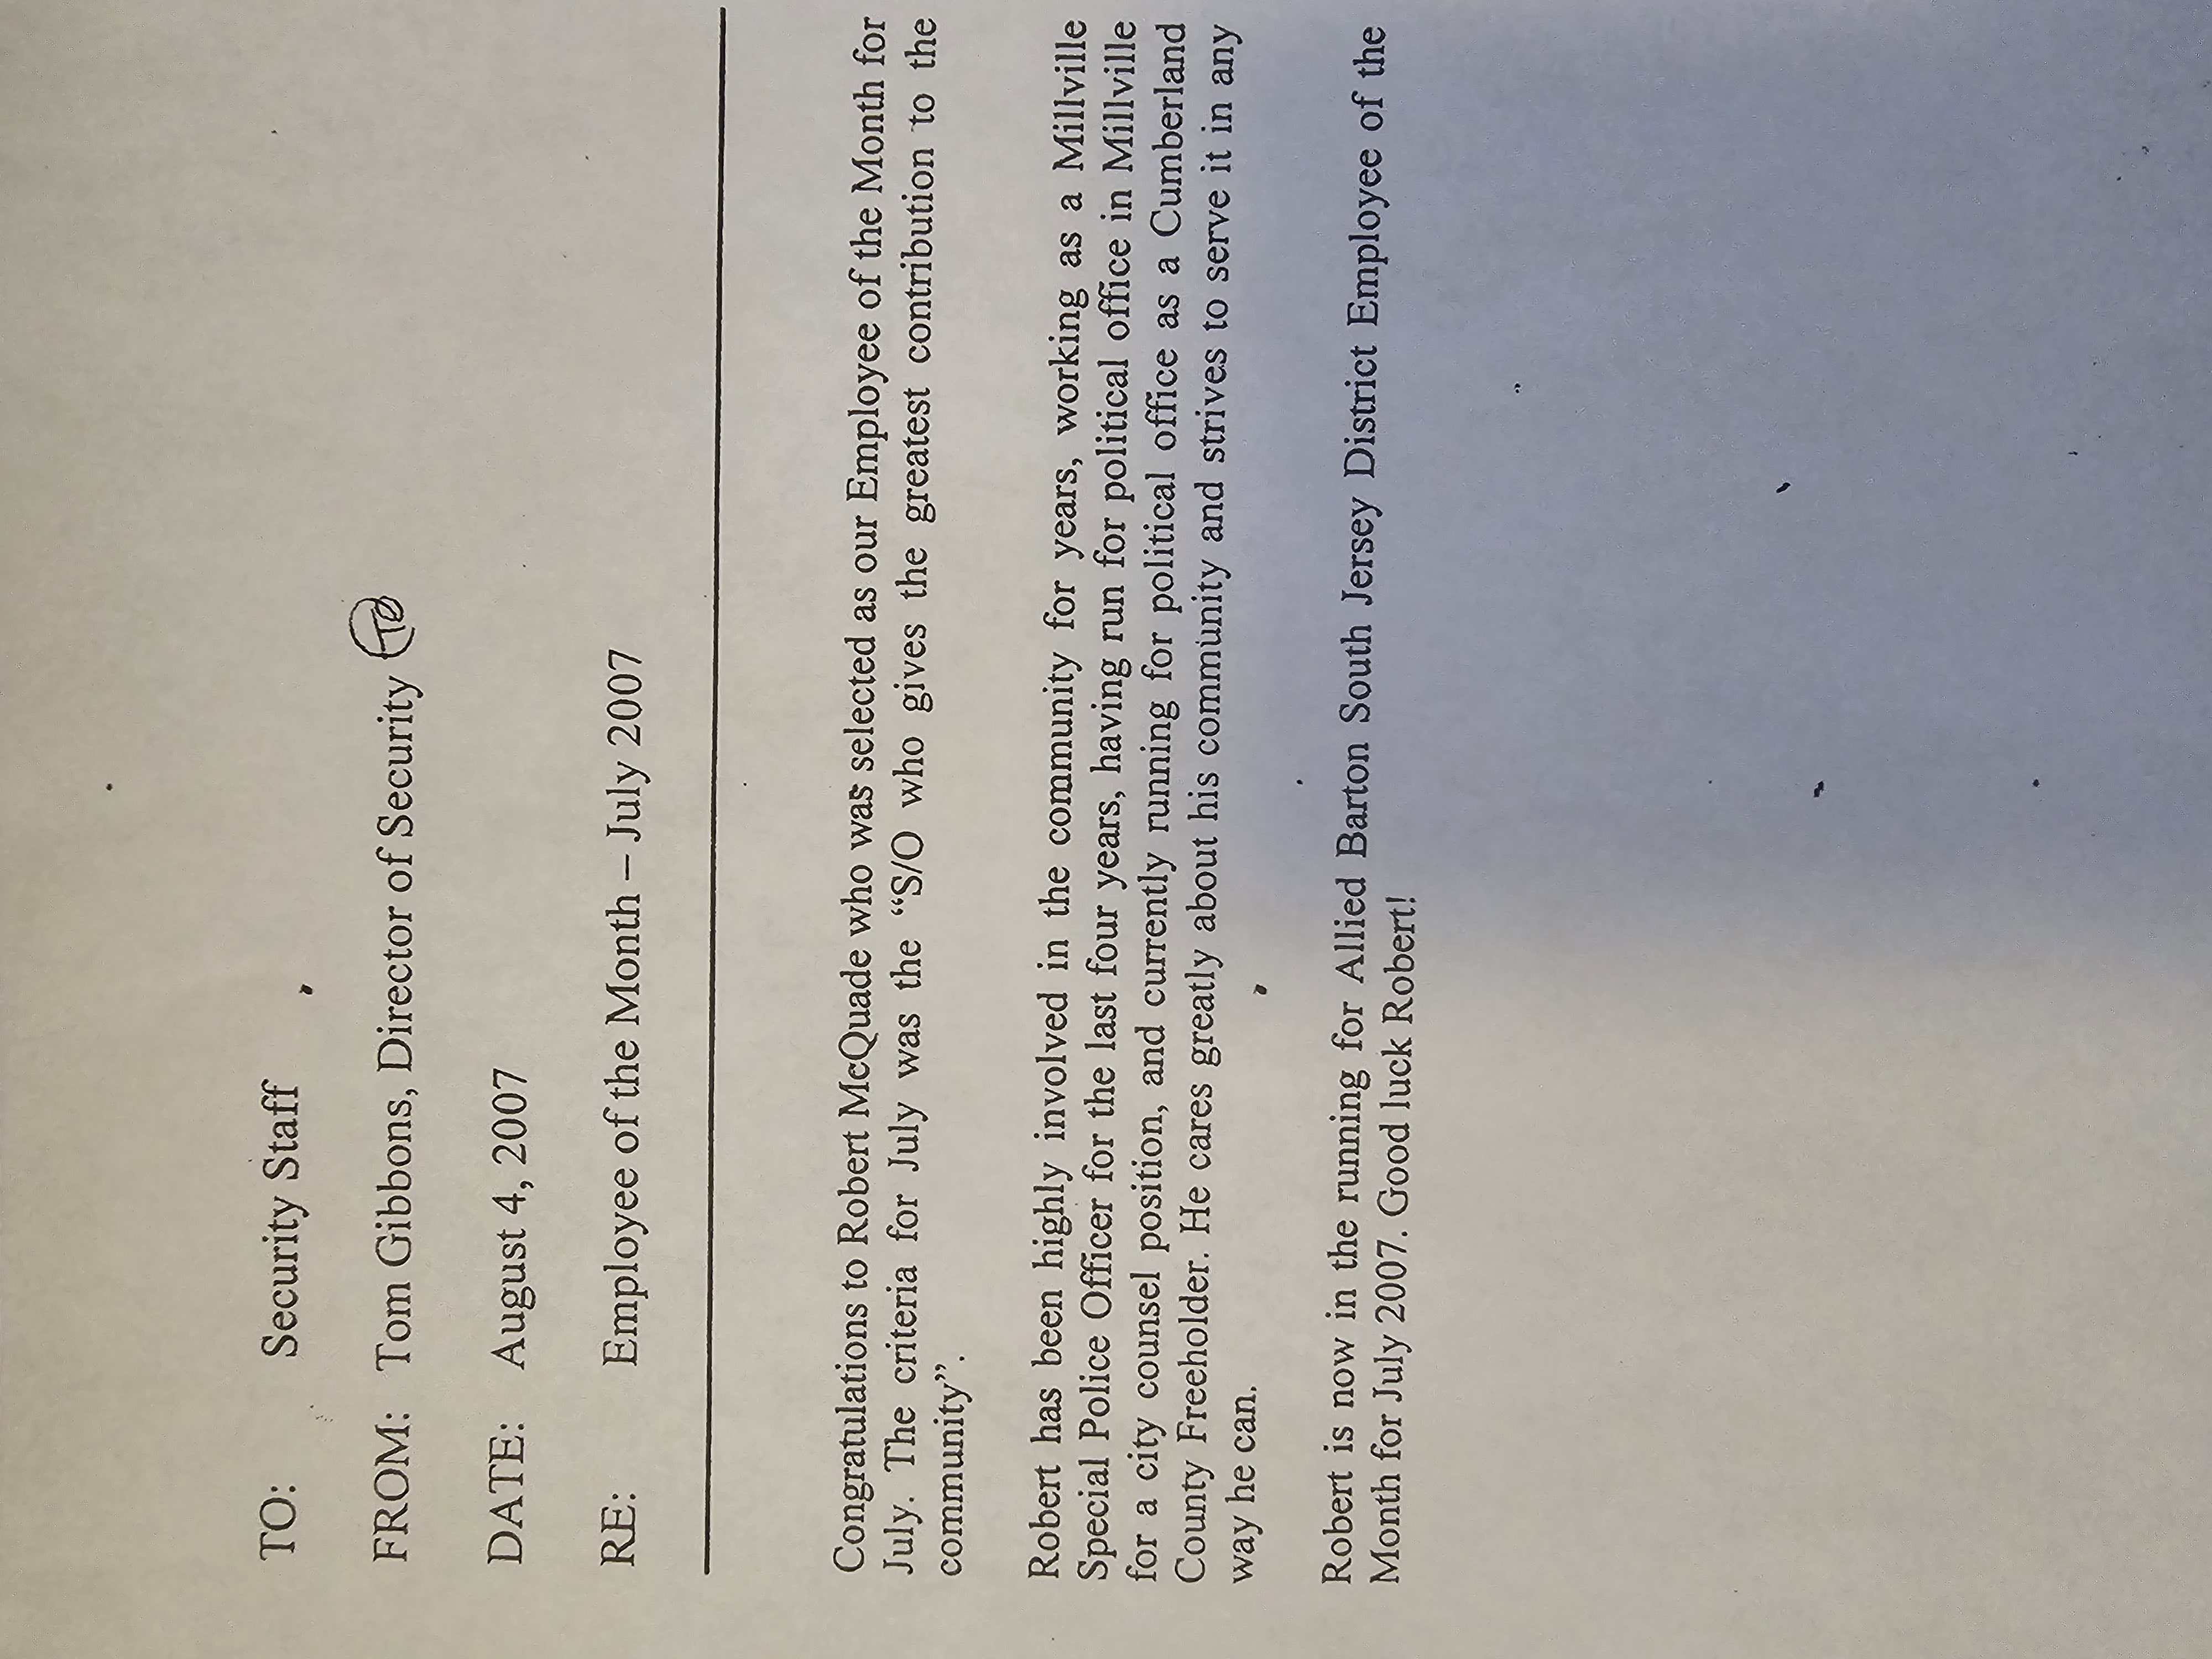 TO: Security Staff
FROM: Tom Gibbons, Director of Security
DATE: August 4, 2007
RE: Employee of the Month – July 2007
Congratulations to Robert McQuade who was selected as our Employee of the Month for
July. The criteria for July was the “S/O who gives the greatest contribution to the
community”.
Robert has been highly involved in the community for years, working as a Millville
Special Police Officer for the last four years, having run for political office in Millville
for a city counsel position, and currently running for political office as a Cumberland
County Freeholder. He cares greatly about his community and strives to serve it in any
way he can.
Robert is now in the running for Allied Barton South Jersey District Employee of the
Month for July 2007. Good luck Robert!